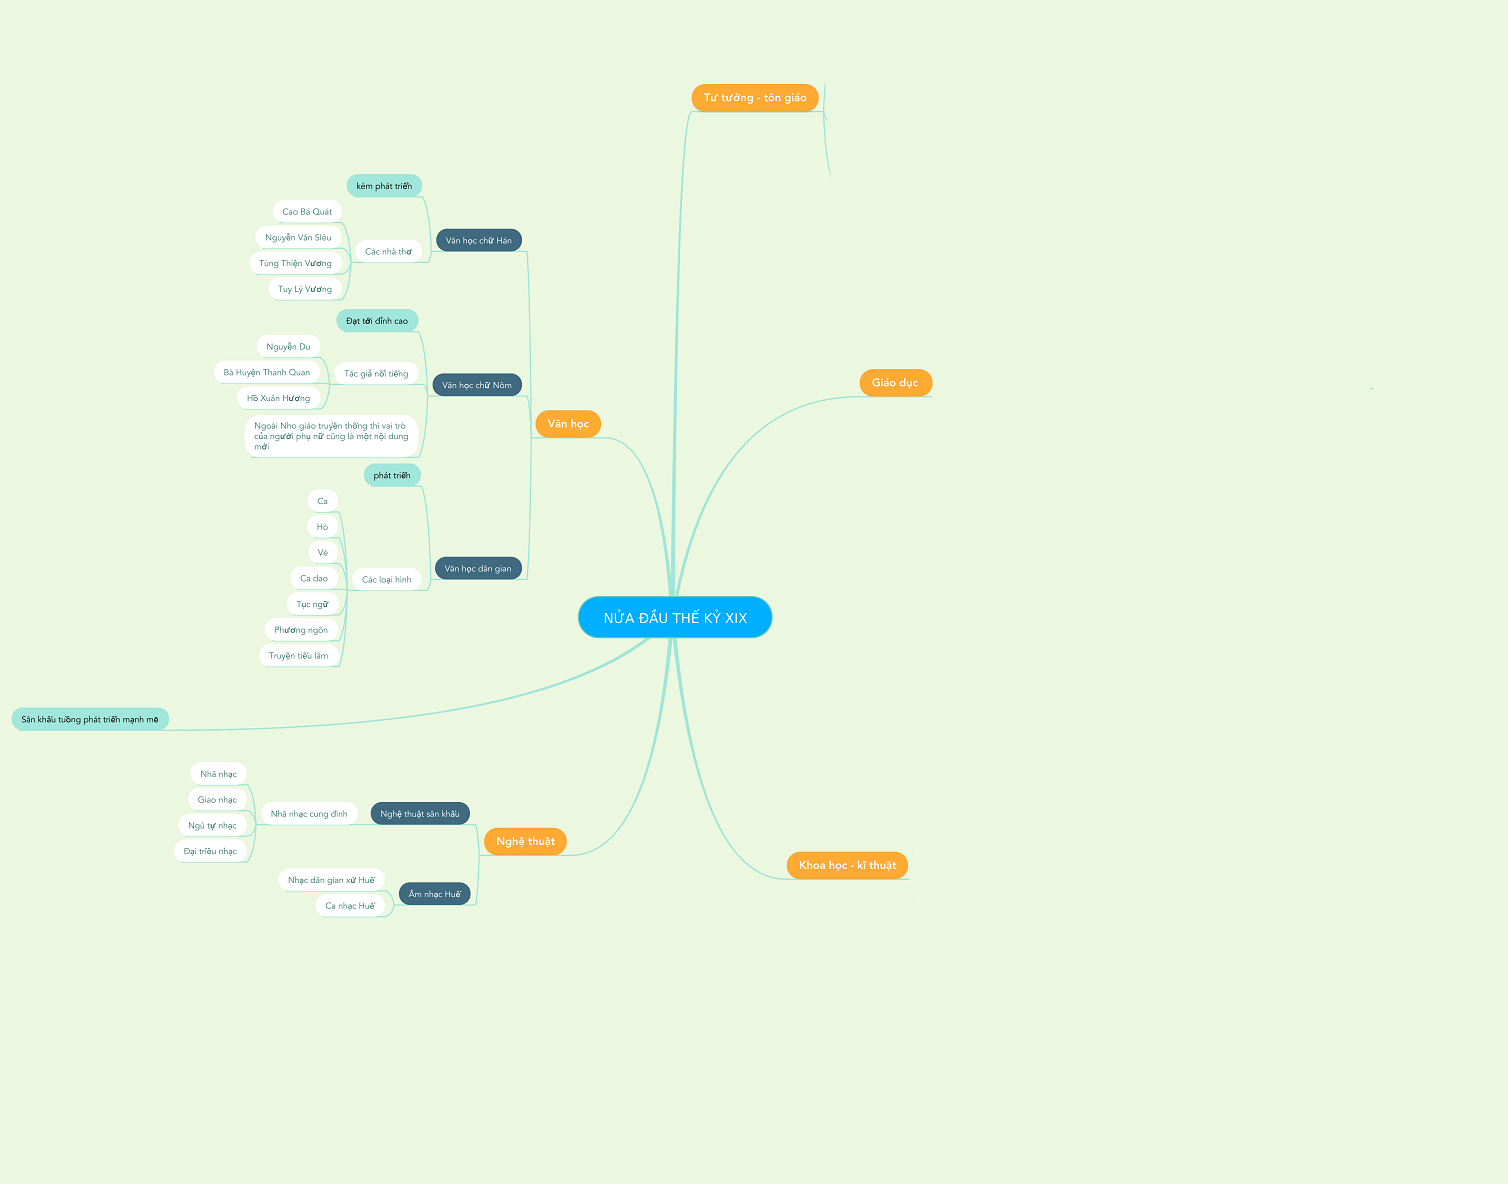 NỬA ĐẦU THẾ KỶ XIX
Tư tưởng - tôn giáo
Giáo dục
Khoa học - kĩ thuật
Văn học
Văn học chữ Hán
kém phát triển
Các nhà thơ
Cao Bá Quát
Nguyễn Văn SIêu
Tùng Thiện Vương
Tuy Lý Vương
Văn học chữ Nôm
Đạt tới đỉnh cao
Tác giả nổi tiếng
Nguyễn Du
Bà Huyện Thanh Quan
Hồ Xuân Hương
Ngoài Nho giáo truyền thống thì vai trò
của người phụ nữ cũng là một nội dung
mới
Văn học dân gian
phát triển
Các loại hình
Ca
Hò
Vè
Ca dao
Tục ngữ
Phương ngôn
Truyện tiếu lâm
Sân khấu tuồng phát triển mạnh mẽ
Nghệ thuật
Nghệ thuật sân khấu
Nhã nhạc cung đình
Nhã nhạc
Giao nhạc
Ngũ tự nhạc
Đại triều nhạc
Âm nhạc Huế
Nhạc dân gian xứ Huế
Ca nhạc Huế